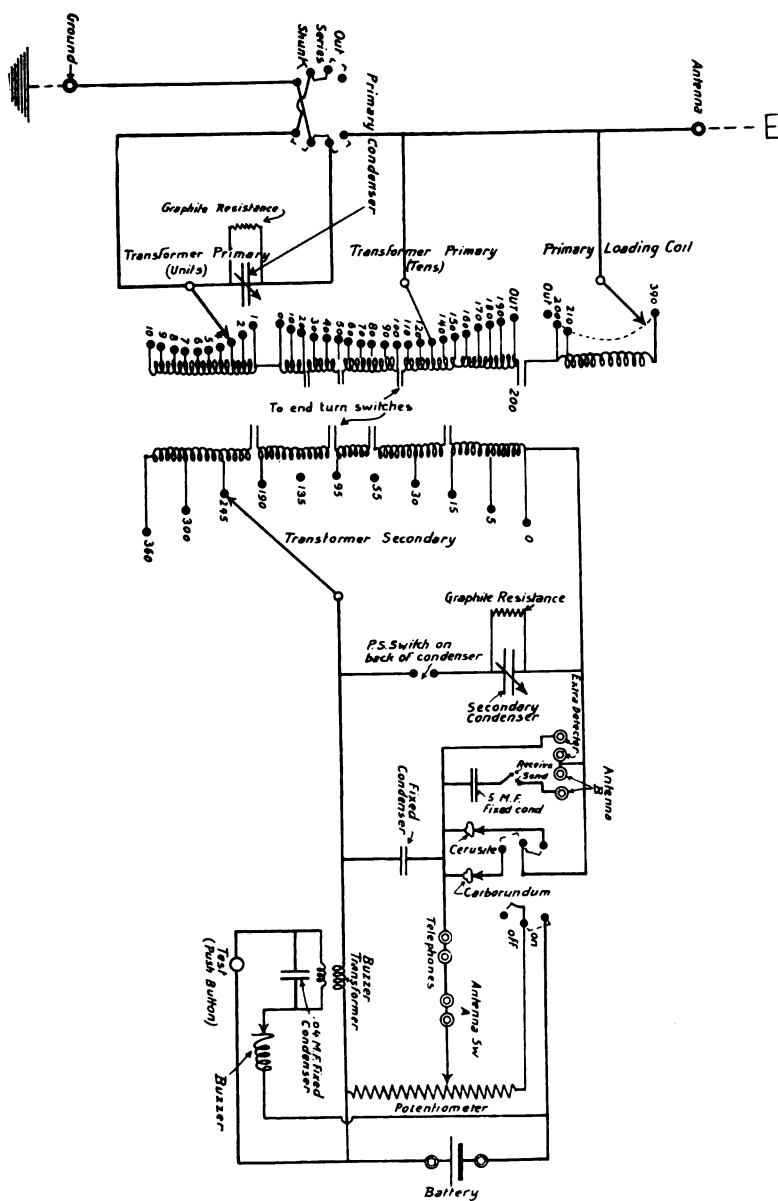 Ground
Out
Series
Shunt
Primary Condenser
Antenna
E
Graphite Resistance
Transformer Primary
(Units)
Transformer Primary
(Tens)
Primary Loading Coil
10
9
8
7
6
5
4
2
1
0
10
20
30
40
50
60
70
80
90
100
110
120
140
150
160
170
180
190
OUT
200
Out
200
210
390
To end turn switches
360
300
245
190
135
95
55
30
15
5
0
Transformer Secondary
Graphite Resistance
P.S. Switch on
back of condenser
Secondary
Condenser
Extra Detector
Antenna
B
Receive
Send
5 M.F.
Fixed cond
Fixed
Condenser
Cerusite
Carborundum
on
off
Telephones
Antenna Sw
A
Buzzer
Transformer
Test
(Push Button)
.04 M.F. Fixed
Condenser
Buzzer
Potentiometer
Battery